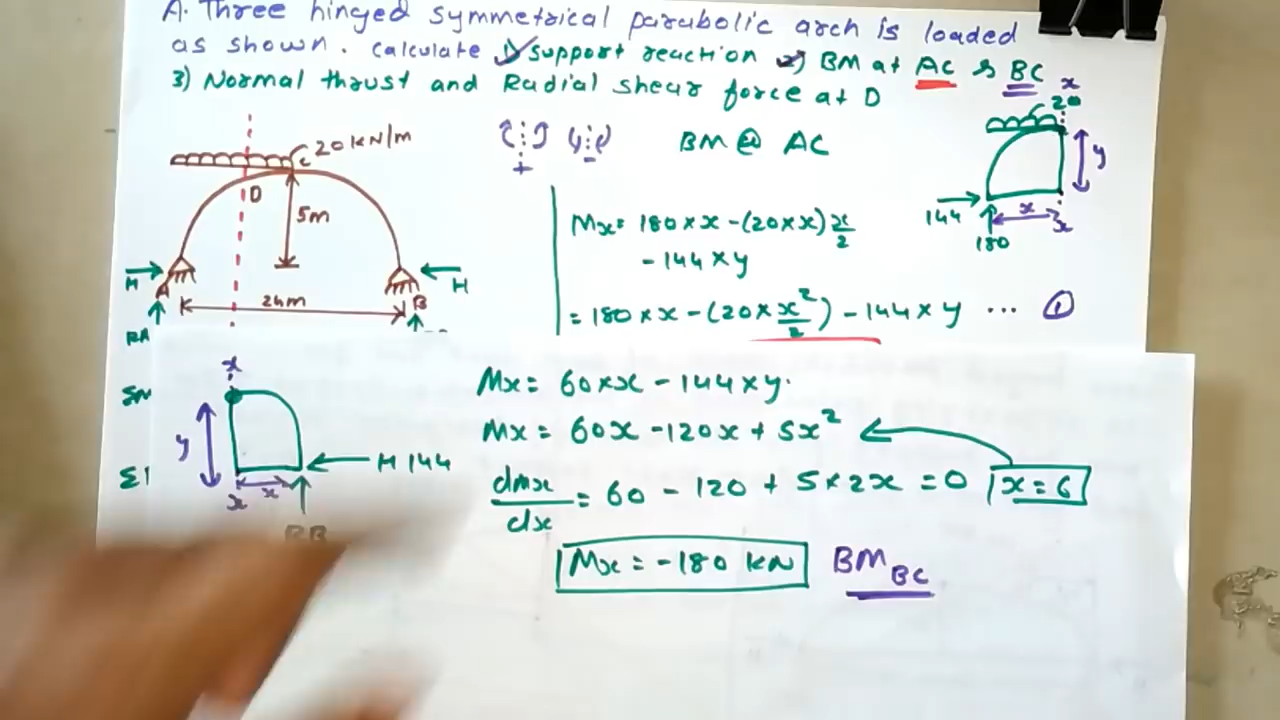 A. Three hinged symmetrical parabolic arch is loaded
as shown. Calculate 1) support reaction 2) BM at AC & BC
3) Normal thrust and Radial shear force at D
20 kN/m
C
D
5m
H
A
24m
B
H
RA
+
-
BM @ AC
x
20
y
144
180
x
x
Mx = 180 × x - (20 × x) x/2
- 144 × y
= 180 × x - (20 × x²/2) - 144 × y ... ①
x
y
x
x
H 144
Mx = 60 × x - 144 × y.
Mx = 60x - 120x + 5x²
dmx/dx = 60 - 120 + 5 × 2x = 0 x = 6
Mx = -180 kN BM BC